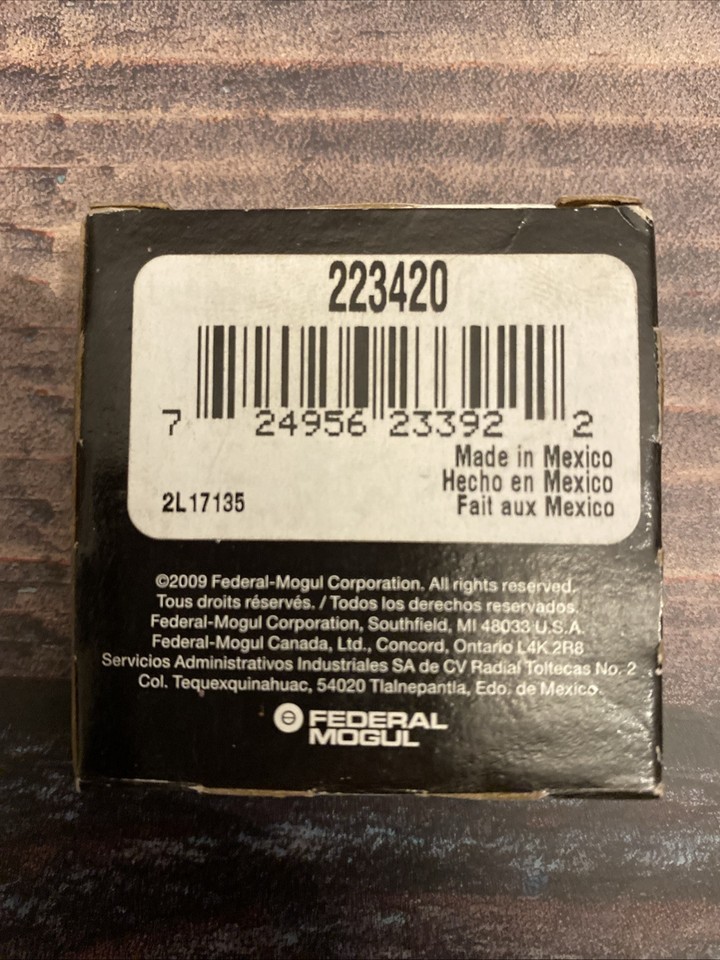 223420
7 24956 23392 2
Made in Mexico
Hecho en Mexico
2L17135 Fait aux Mexico
©2009 Federal-Mogul Corporation. All rights reserved.
Tous droits réservés. / Todos los derechos reservados.
Federal-Mogul Corporation, Southfield, MI 48033 U.S.A.
Federal-Mogul Canada, Ltd., Concord, Ontario L4K 2R8
Servicios Administrativos Industriales SA de CV Radial Toltecas No. 2
Col. Tequexquinahuac, 54020 Tlalnepantla, Edo. de Mexico.
FEDERAL
MOGUL